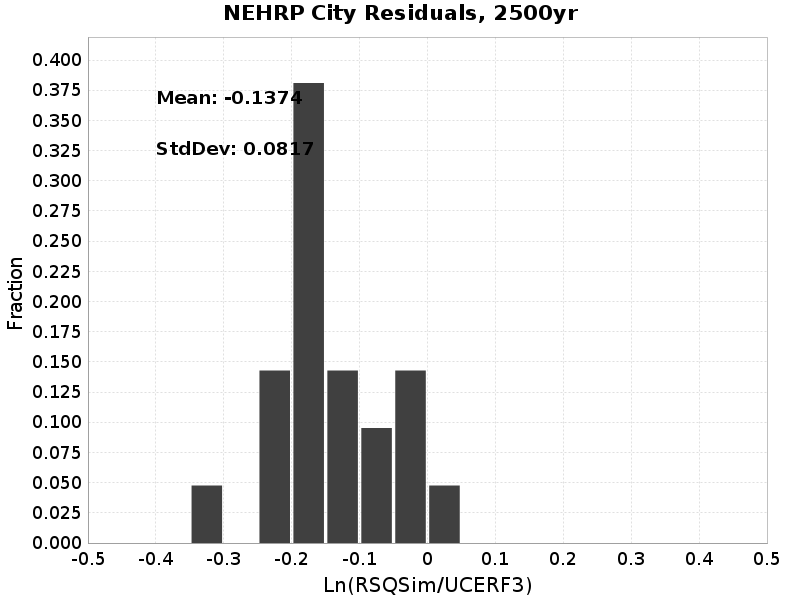 NEHRP City Residuals, 2500yr
Mean: -0.1374
StdDev: 0.0817
Fraction
0.400
0.375
0.350
0.325
0.300
0.275
0.250
0.225
0.200
0.175
0.150
0.125
0.100
0.075
0.050
0.025
0.000
-0.5 -0.4 -0.3 -0.2 -0.1 0 0.1 0.2 0.3 0.4 0.5
Ln(RSQSim/UCERF3)